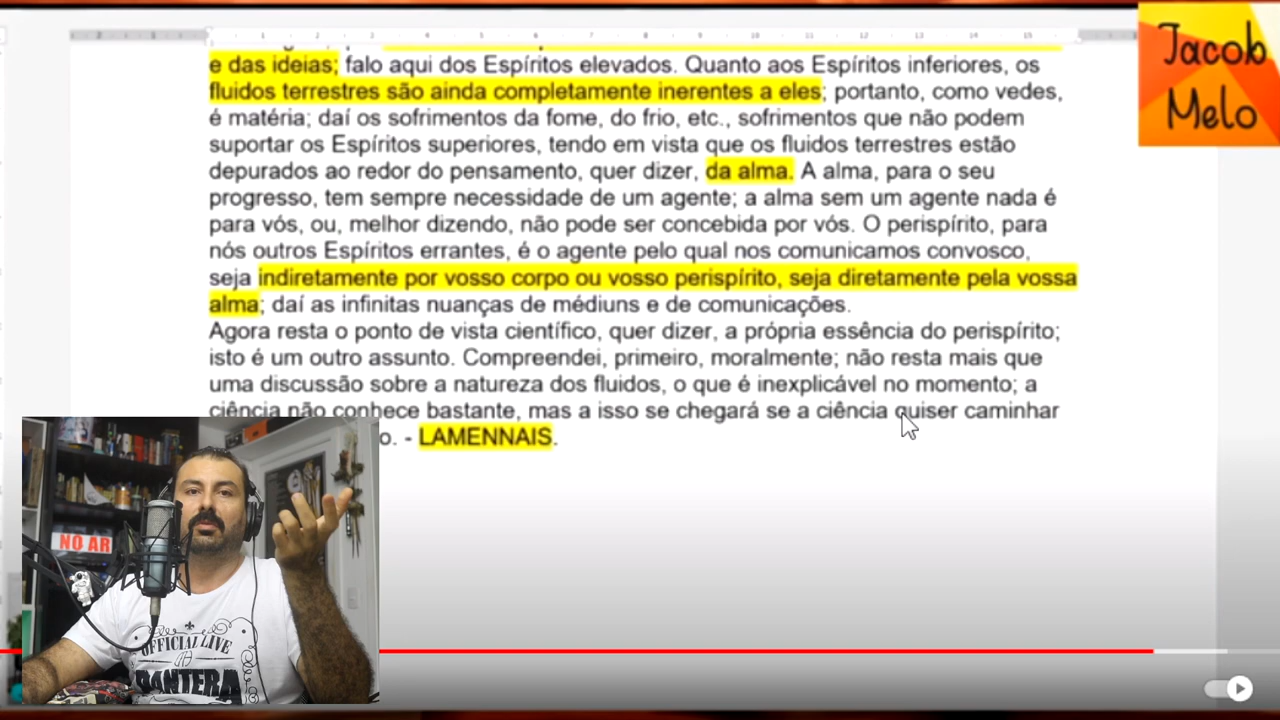 Jacob
Melo
e das ideias; falo aqui dos Espíritos elevados. Quanto aos Espíritos inferiores, os
fluidos terrestres são ainda completamente inerentes a eles; portanto, como vedes,
é matéria; daí os sofrimentos da fome, do frio, etc., sofrimentos que não podem
suportar os Espíritos superiores, tendo em vista que os fluidos terrestres estão
depurados ao redor do pensamento, quer dizer, da alma. A alma, para o seu
progresso, tem sempre necessidade de um agente; a alma sem um agente nada é
para vós, ou, melhor dizendo, não pode ser concebida por vós. O perispírito, para
nós outros Espíritos errantes, é o agente pelo qual nos comunicamos convosco,
seja indiretamente por vosso corpo ou vosso perispírito, seja diretamente pela vossa
alma; daí as infinitas nuanças de médiuns e de comunicações.
Agora resta o ponto de vista científico, quer dizer, a própria essência do perispírito;
isto é um outro assunto. Compreendei, primeiro, moralmente; não resta mais que
uma discussão sobre a natureza dos fluidos, o que é inexplicável no momento; a
ciência não conhece bastante, mas a isso se chegará se a ciência quiser caminhar
o. - LAMENNAIS.
NO AR
OFFICIAL LIVE
PANTERA